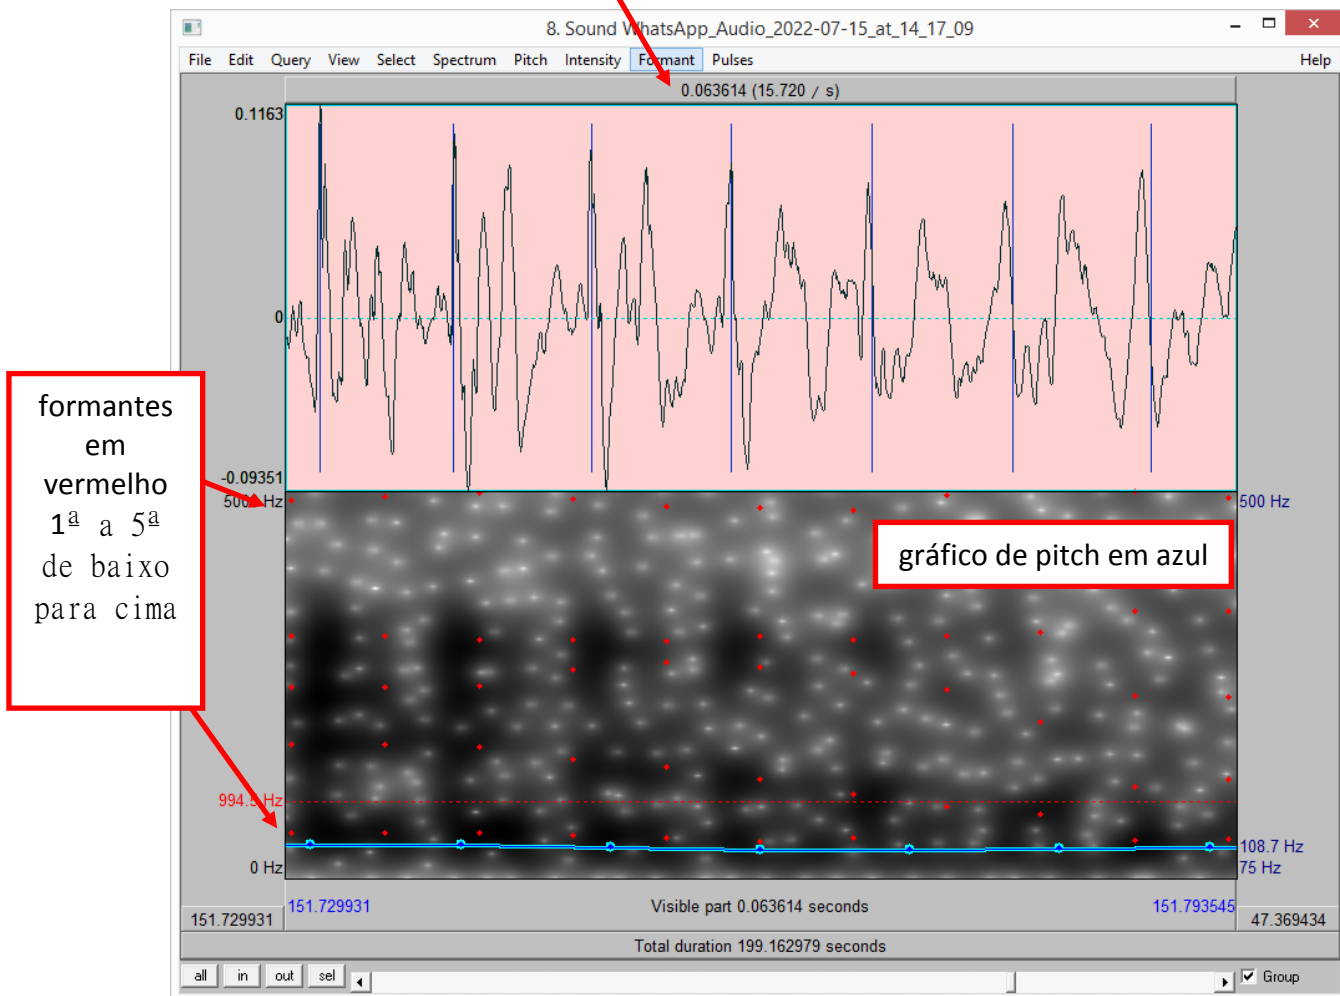 8. Sound WhatsApp_Audio_2022-07-15_at_14_17_09
File Edit Query View Select Spectrum Pitch Intensity Formant Pulses Help
0.063614 (15.720 / s)
0.1163
0
-0.09351
formantes
em
vermelho
1ª a 5ª
de baixo
para cima
500 Hz
500 Hz
gráfico de pitch em azul
994.5 Hz
108.7 Hz
0 Hz
75 Hz
151.729931
151.729931
Visible part 0.063614 seconds
151.793545
47.369434
Total duration 199.162979 seconds
all in out sel
Group